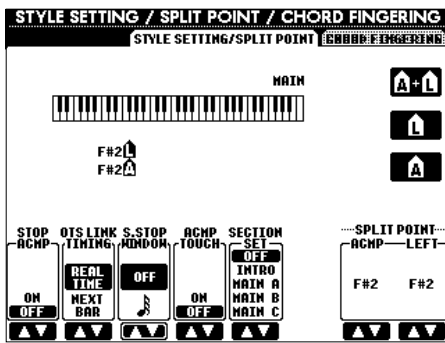 STYLE SETTING / SPLIT POINT / CHORD FINGERING
STYLE SETTING/SPLIT POINT CHORD FINGERING
MAIN
A+L
L
A
F#2 L
F#2 A
STOP ACMP
ON
OFF
OTS LINK TIMING
REAL TIME
NEXT BAR
S.STOP WINDOW
OFF
ACMP TOUCH
ON
OFF
SECTION SET
OFF
INTRO
MAIN A
MAIN B
MAIN C
SPLIT POINT
ACMP LEFT
F#2 F#2